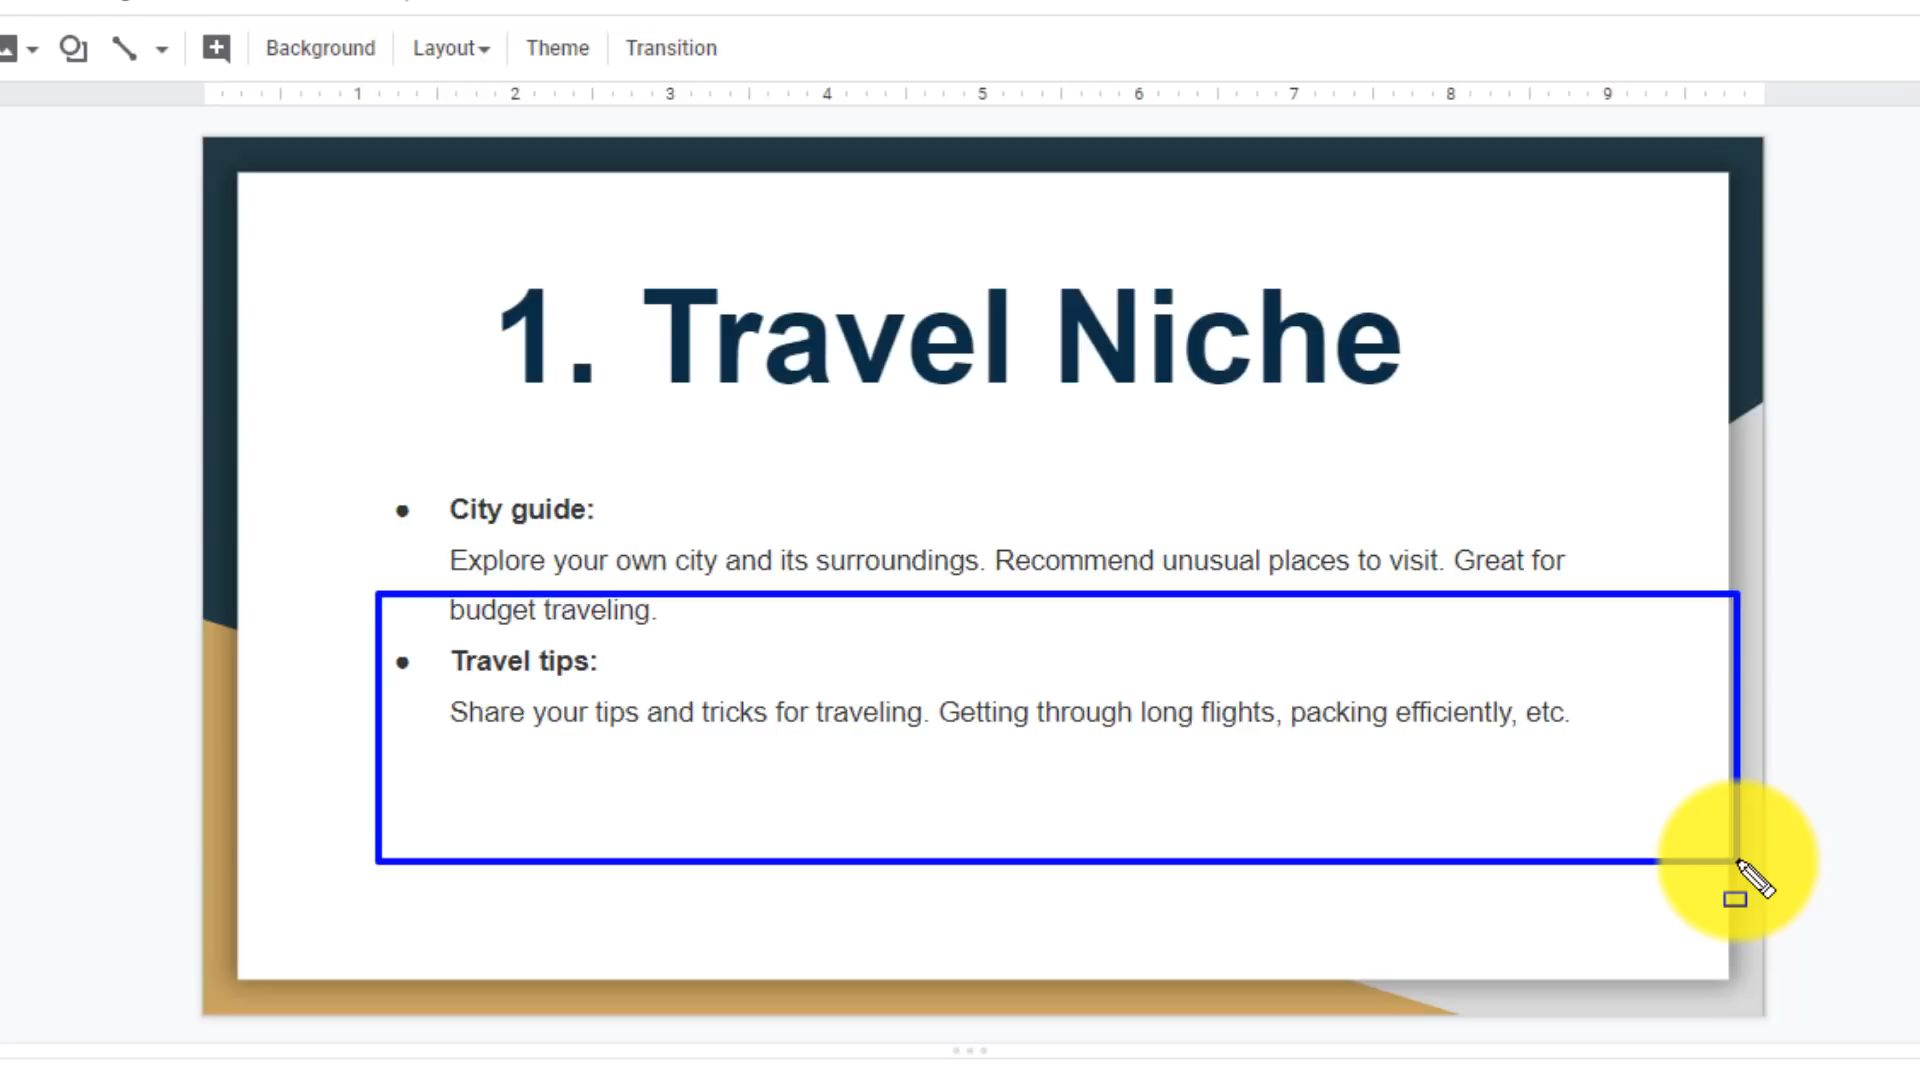 Background Layout Theme Transition
1 2 3 4 5 6 7 8 9
1. Travel Niche
● City guide:
Explore your own city and its surroundings. Recommend unusual places to visit. Great for
budget traveling.
● Travel tips:
Share your tips and tricks for traveling. Getting through long flights, packing efficiently, etc.